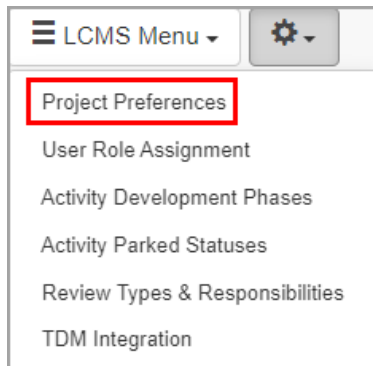 LCMS Menu
Project Preferences
User Role Assignment
Activity Development Phases
Activity Parked Statuses
Review Types & Responsibilities
TDM Integration